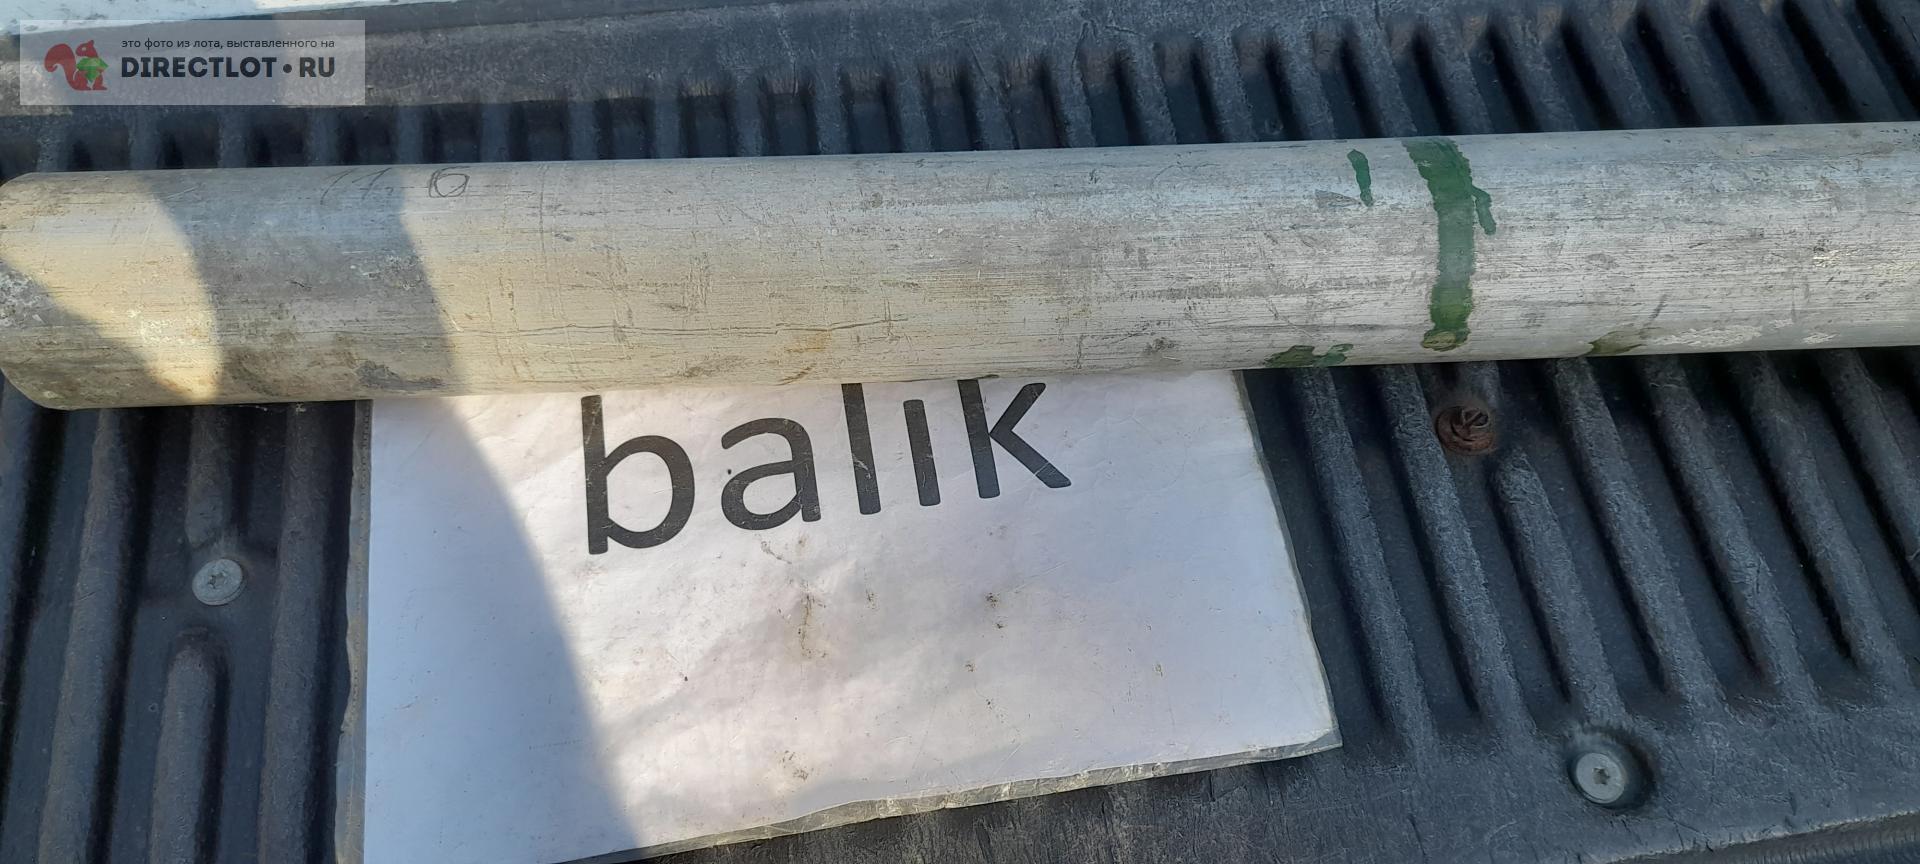 это фото из лота, выставленного на
DIRECTLOT•RU
balik